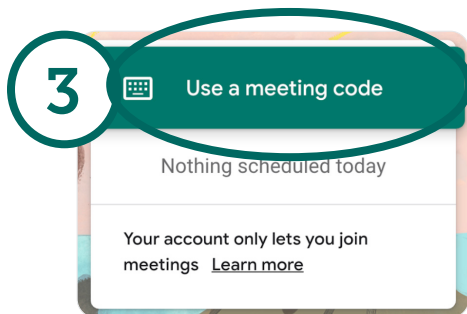 3
Use a meeting code
Nothing scheduled today
Your account only lets you join
meetings Learn more